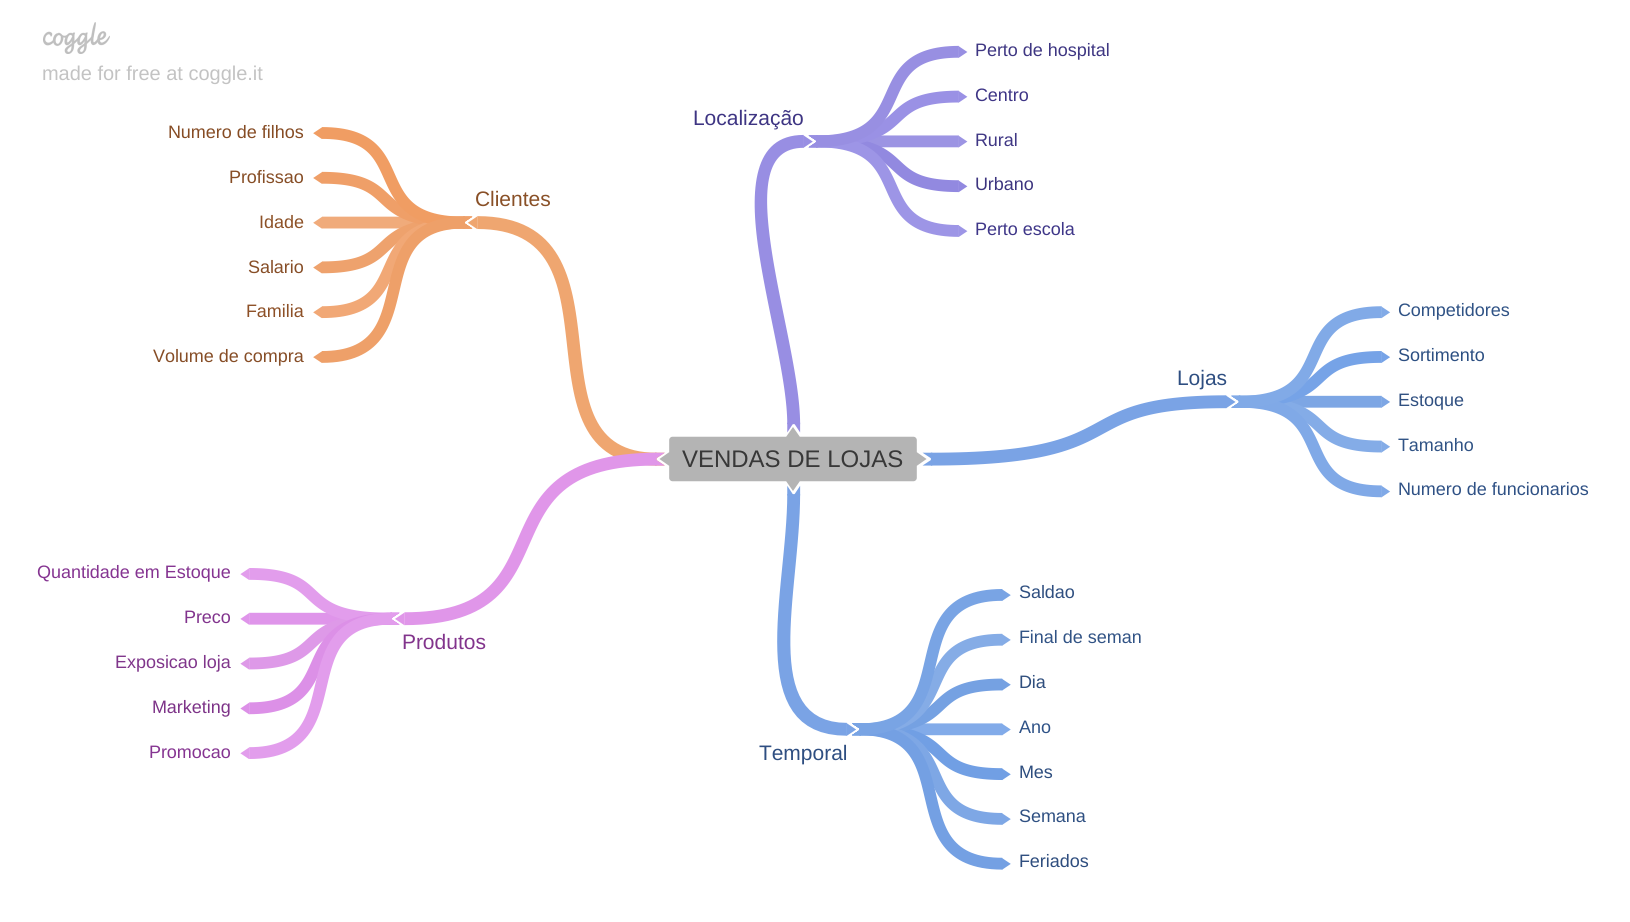 coggle
made for free at coggle.it
Clientes
Numero de filhos
Profissao
Idade
Salario
Familia
Volume de compra
Localização
Perto de hospital
Centro
Rural
Urbano
Perto escola
Lojas
Competidores
Sortimento
Estoque
Tamanho
Numero de funcionarios
VENDAS DE LOJAS
Produtos
Quantidade em Estoque
Preco
Exposicao loja
Marketing
Promocao
Temporal
Saldao
Final de seman
Dia
Ano
Mes
Semana
Feriados